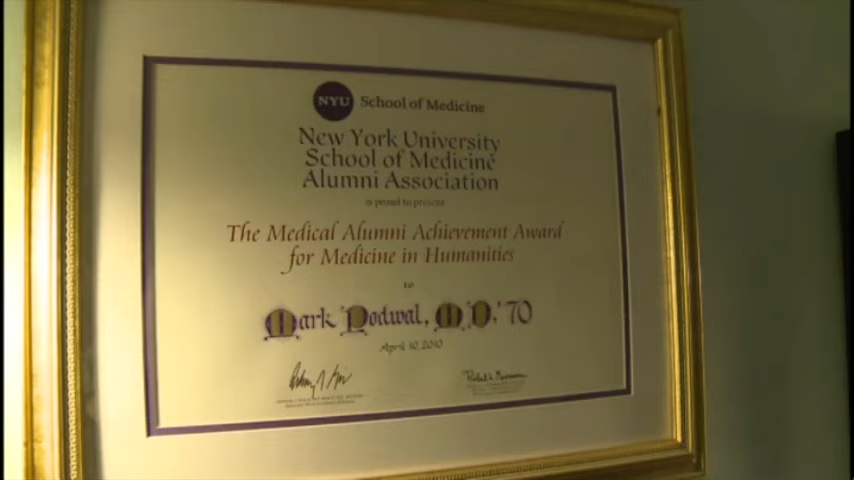 NYU School of Medicine
New York University
School of Medicine
Alumni Association
is proud to present
The Medical Alumni Achievement Award
for Medicine in Humanities
to
Mark Podwal, M.D.,'70
April 10, 2010